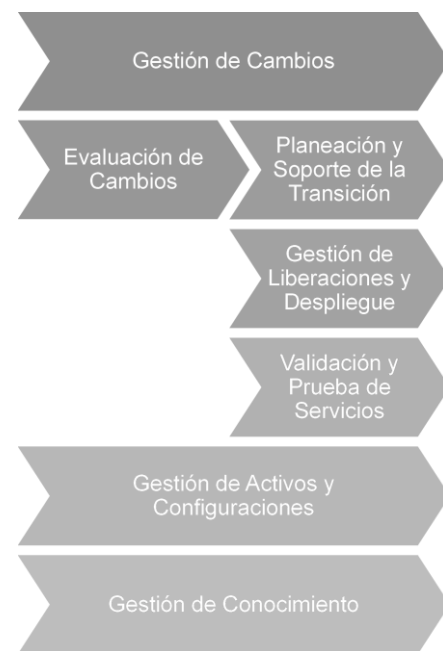 Gestión de Cambios
Evaluación de
Cambios
Planeación y
Soporte de la
Transición
Gestión de
Liberaciones y
Despliegue
Validación y
Prueba de
Servicios
Gestión de Activos y
Configuraciones
Gestión de Conocimiento